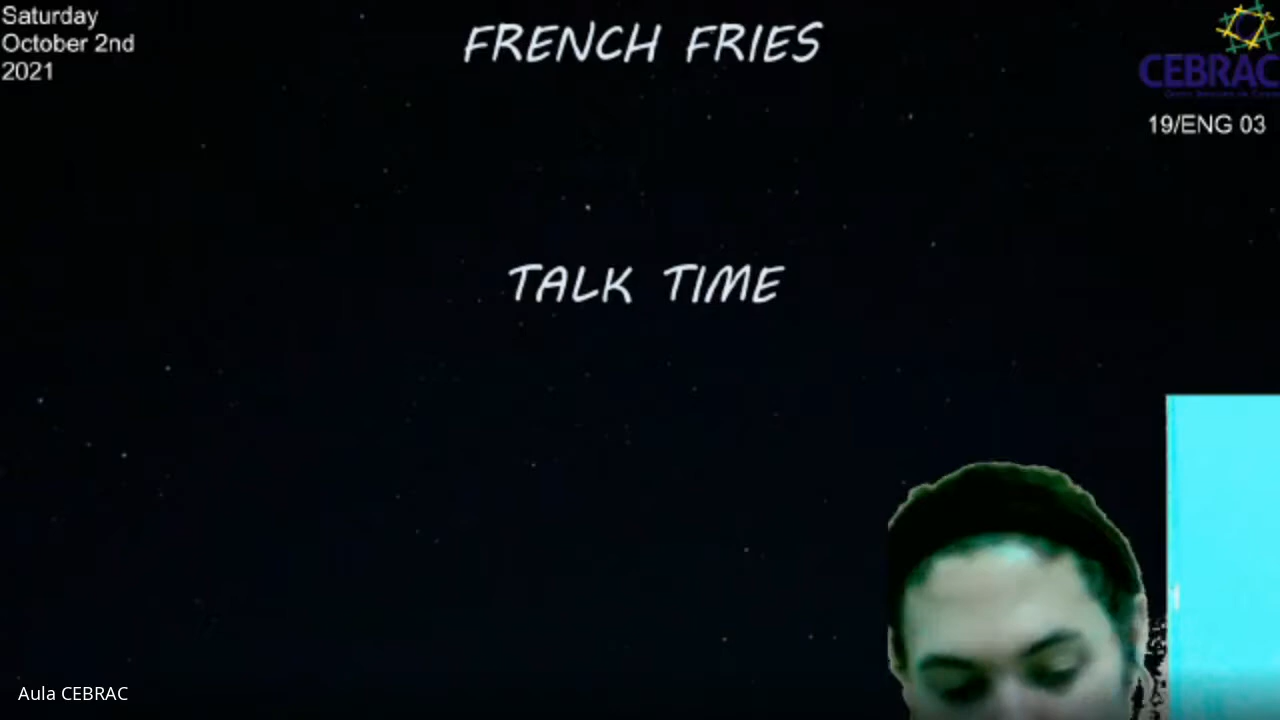 Saturday
October 2nd
2021
FRENCH FRIES
CEBRAC
19/ENG 03
TALK TIME
Aula CEBRAC